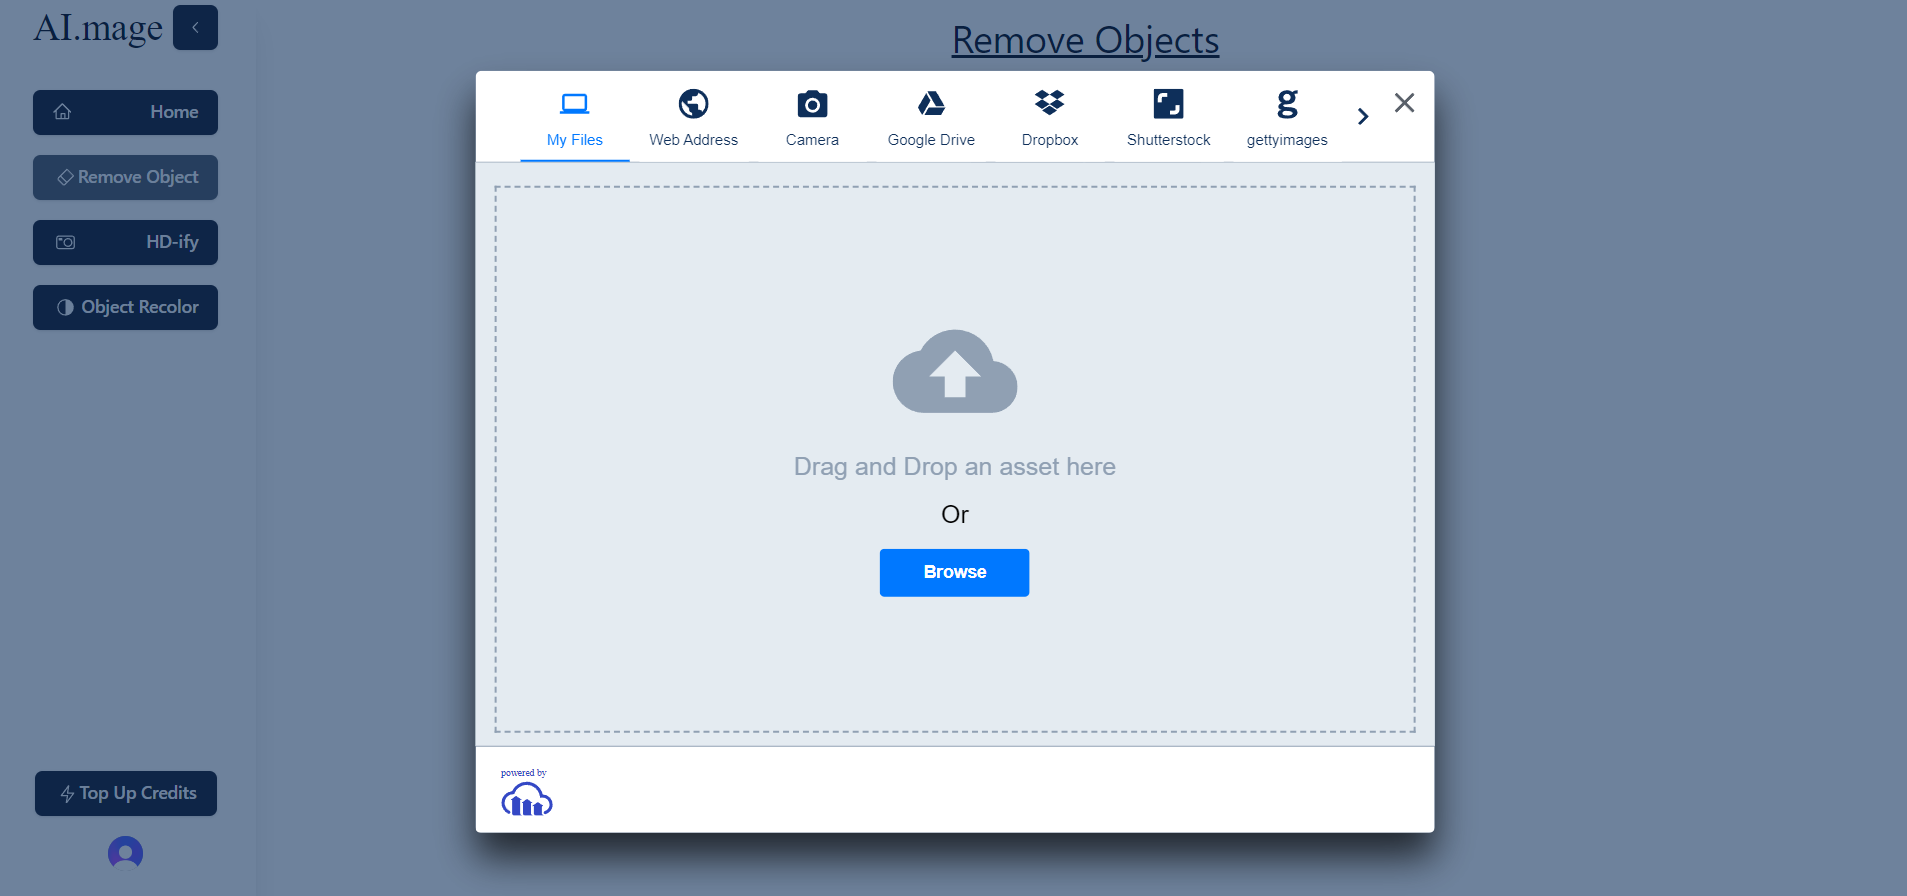 AI.mage
Home
Remove Object
HD-ify
Object Recolor
Top Up Credits
Remove Objects
My Files
Web Address
Camera
Google Drive
Dropbox
Shutterstock
gettyimages
Drag and Drop an asset here
Or
Browse
powered by